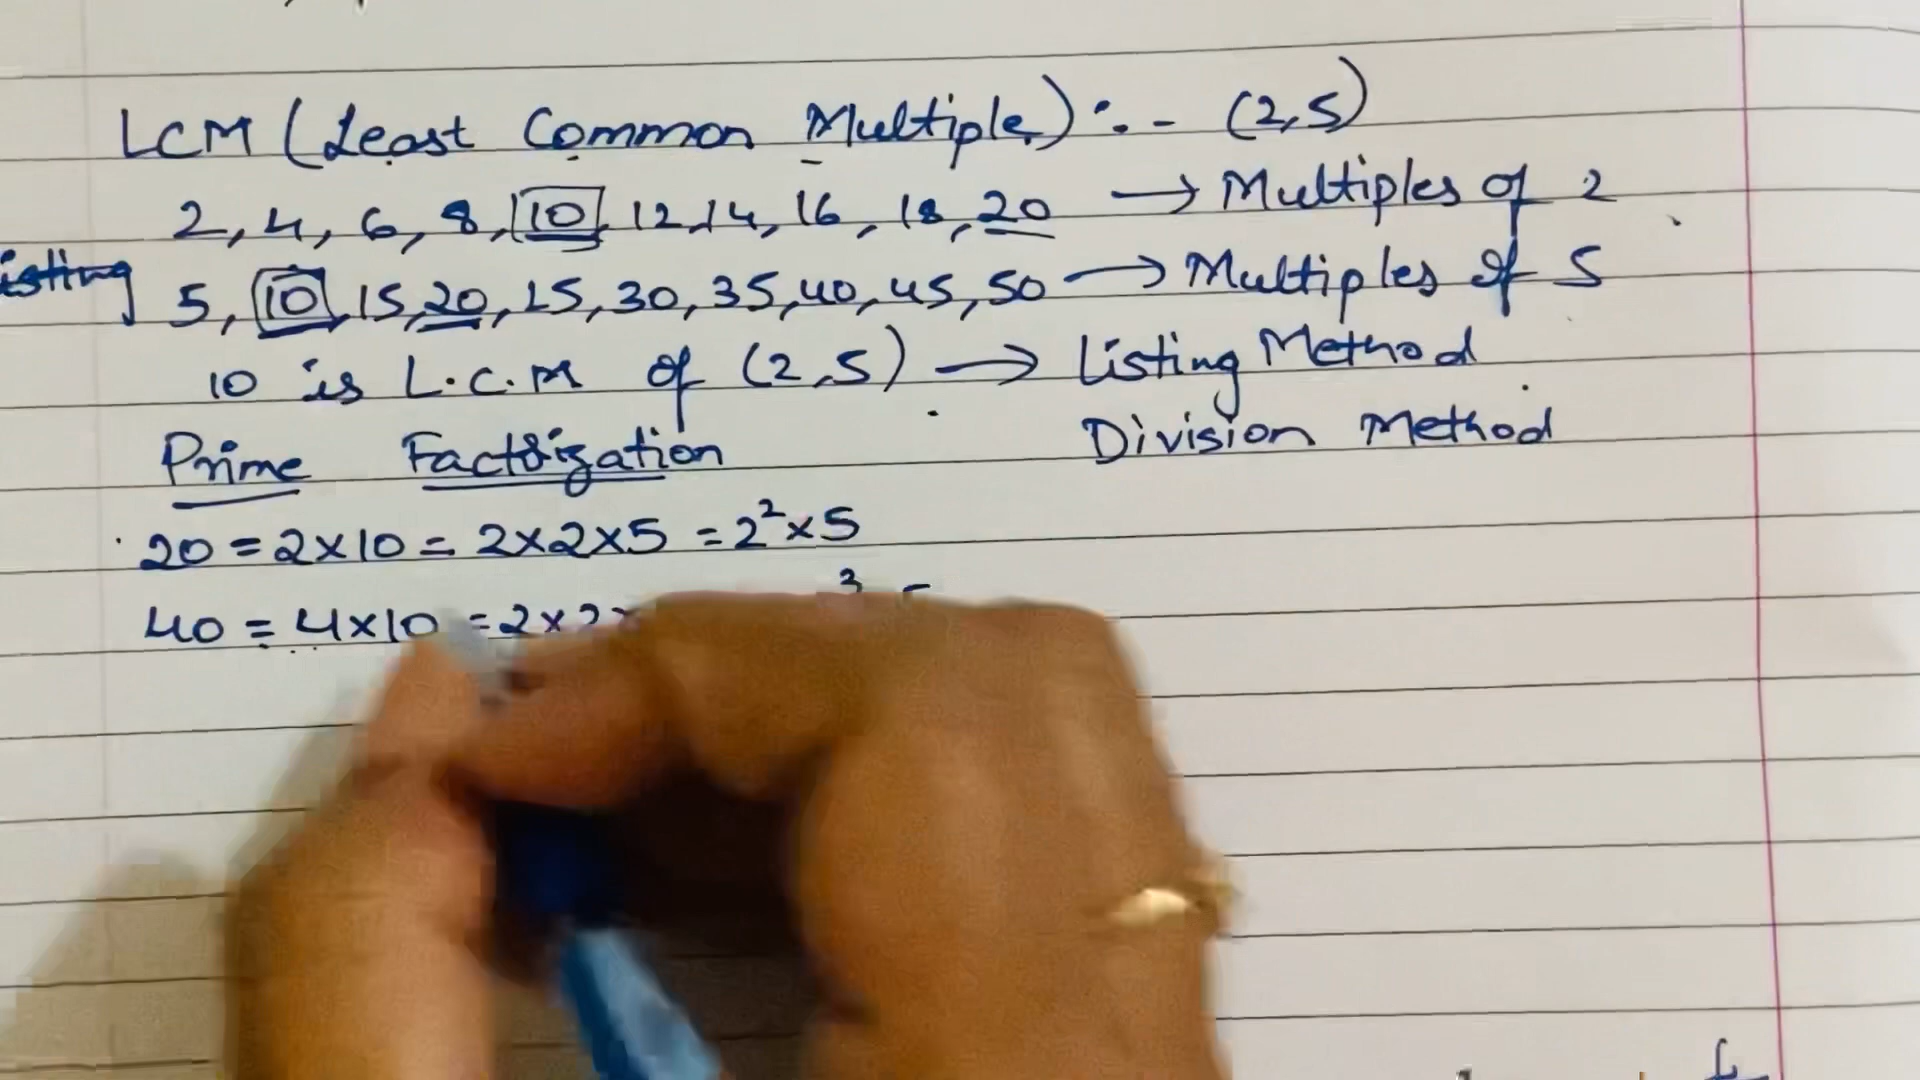 LCM (Least Common Multiple) :- (2,5)
2, 4, 6, 8, 10, 12, 14, 16, 18, 20 → Multiples of 2
5, 10, 15, 20, 25, 30, 35, 40, 45, 50 → Multiples of 5
10 is L.C.M of (2,5) → Listing Method
Division Method
Prime Factorization
20 = 2×10 = 2×2×5 = 2²×5
40 = 4×10 = 2×2×